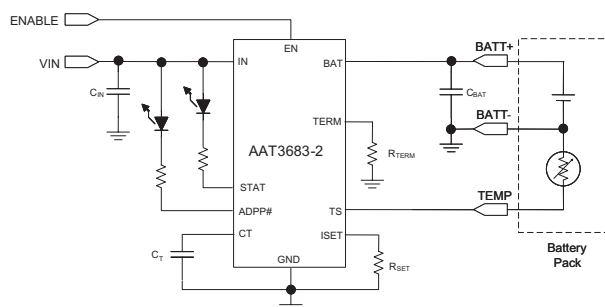 ENABLE
VIN
C_IN
EN
IN
BAT
BATT+
C_BAT
BATT-
TERM
R_TERM
AAT3683-2
STAT
ADPP#
TS
TEMP
CT
C_T
ISET
R_SET
GND
Battery
Pack